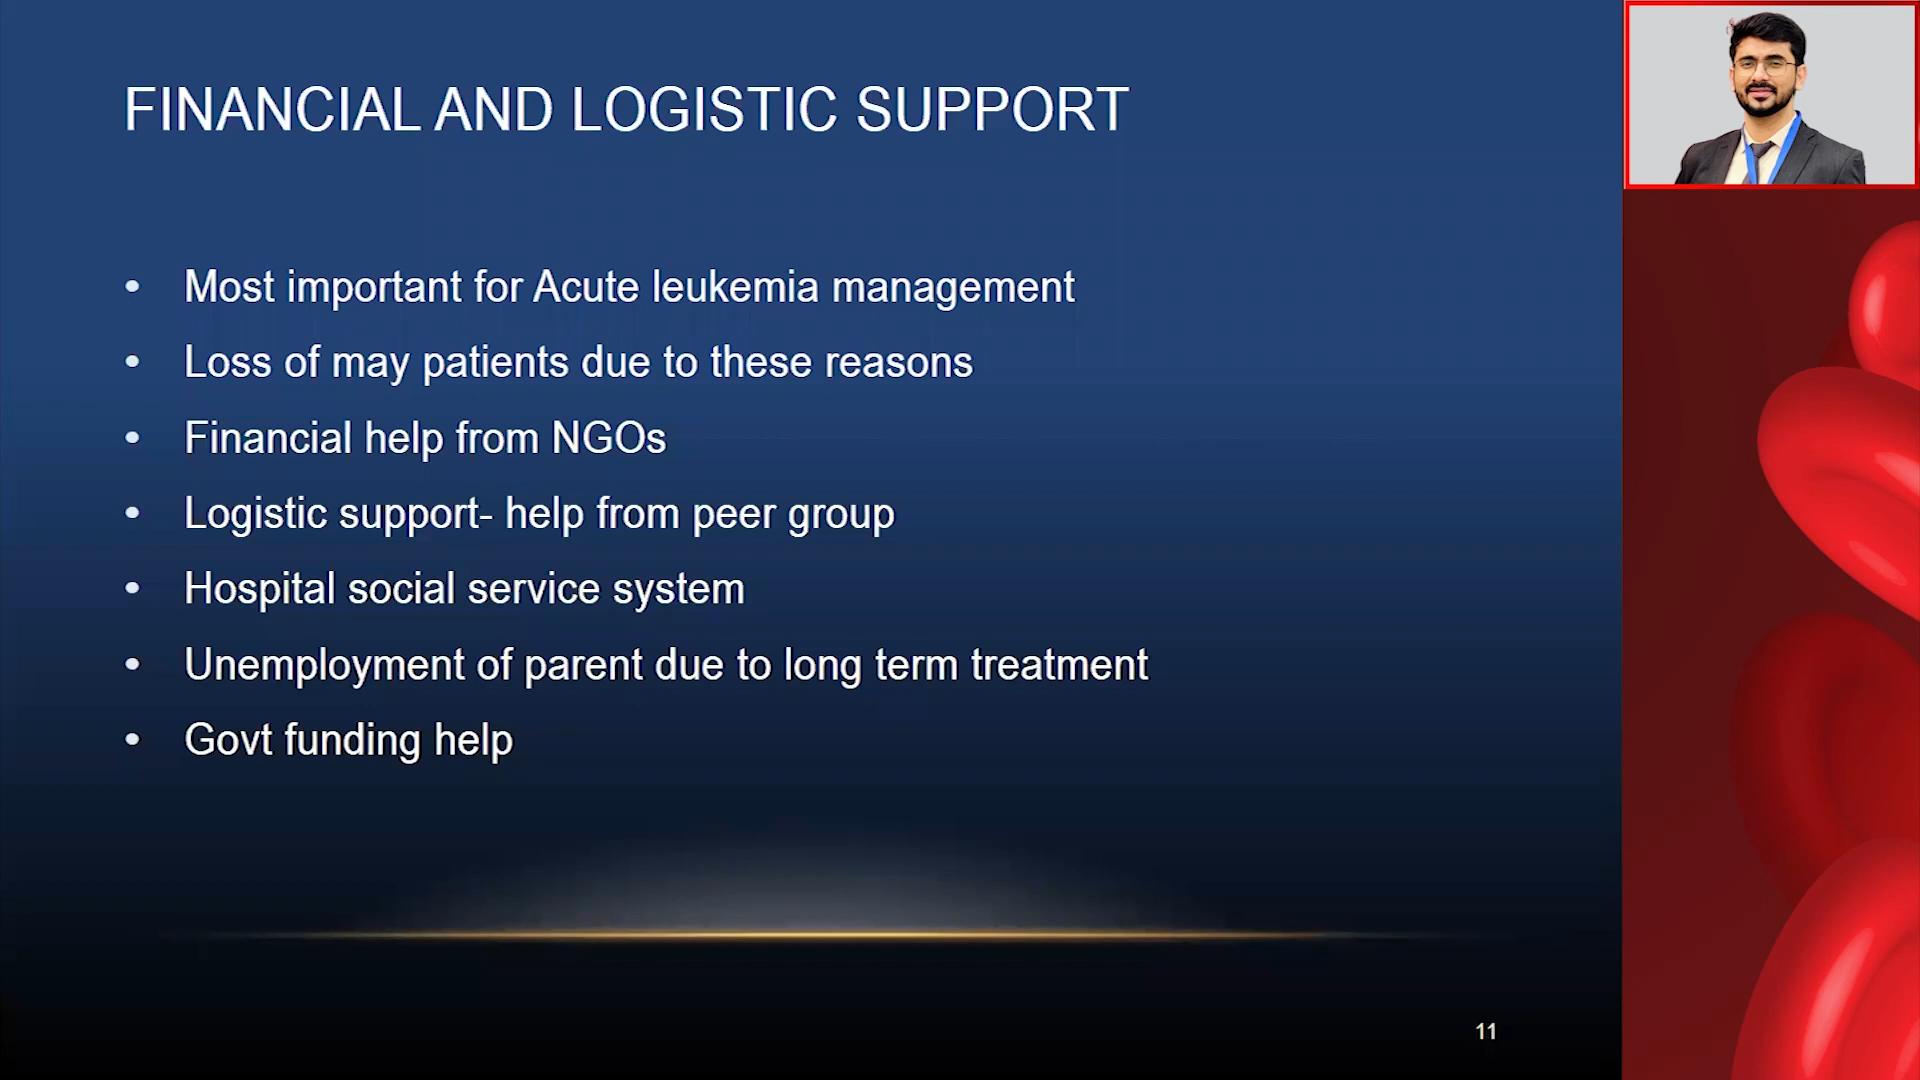 FINANCIAL AND LOGISTIC SUPPORT
• Most important for Acute leukemia management
• Loss of may patients due to these reasons
• Financial help from NGOs
• Logistic support- help from peer group
• Hospital social service system
• Unemployment of parent due to long term treatment
• Govt funding help
11